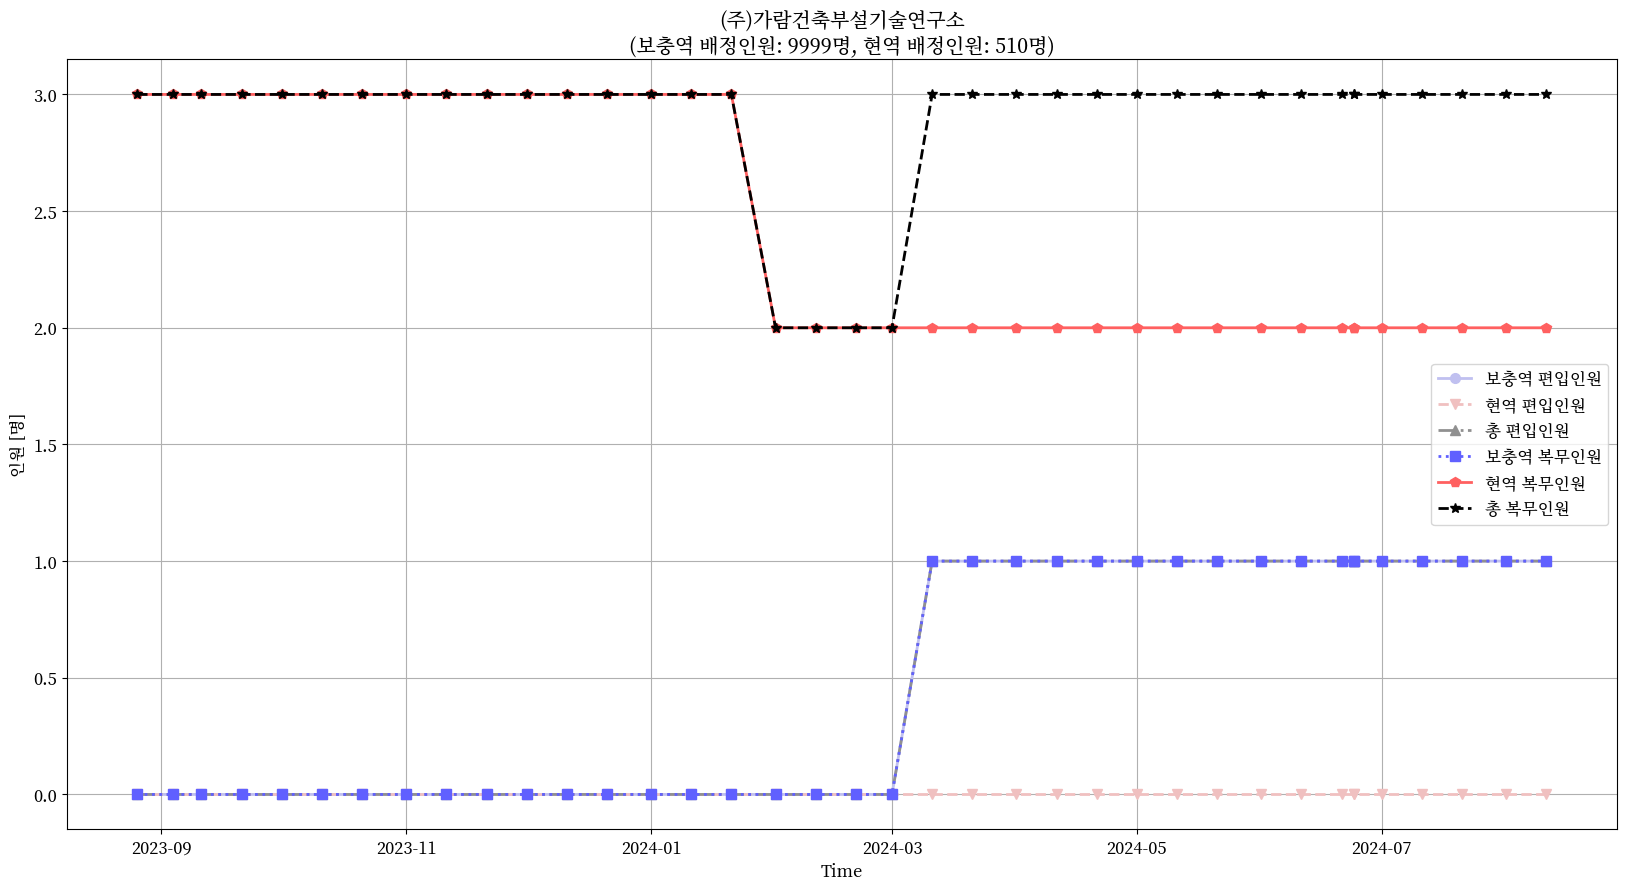 (주)가람건축부설기술연구소
(보충역 배정인원: 9999명, 현역 배정인원: 510명)
3.0
2.5
2.0
1.5
1.0
0.5
0.0
인원 [명]
보충역 편입인원
현역 편입인원
총 편입인원
보충역 복무인원
현역 복무인원
총 복무인원
2023-09
2023-11
2024-01
2024-03
2024-05
2024-07
Time